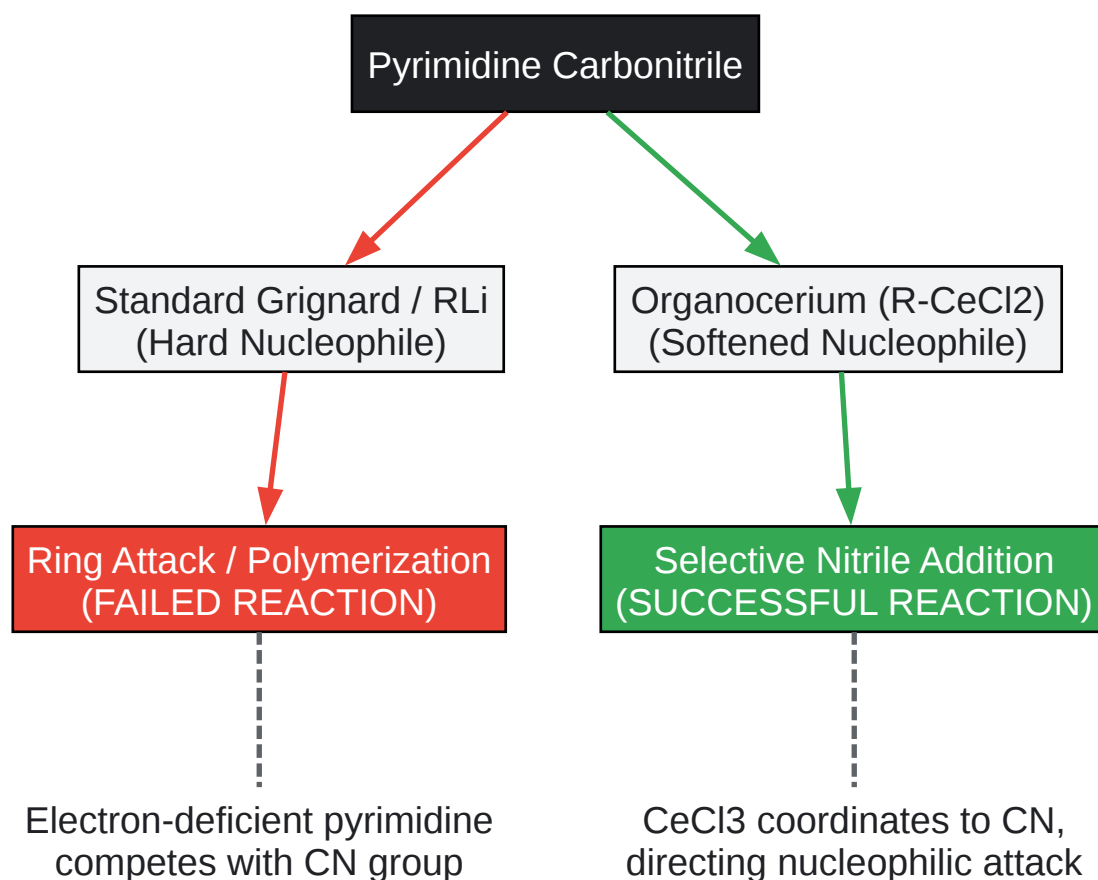 Pyrimidine Carbonitrile
Standard Grignard / RLi
(Hard Nucleophile)
Organocerium (R-CeCl2)
(Softened Nucleophile)
Ring Attack / Polymerization
(FAILED REACTION)
Selective Nitrile Addition
(SUCCESSFUL REACTION)
Electron-deficient pyrimidine
competes with CN group
CeCl3 coordinates to CN,
directing nucleophilic attack